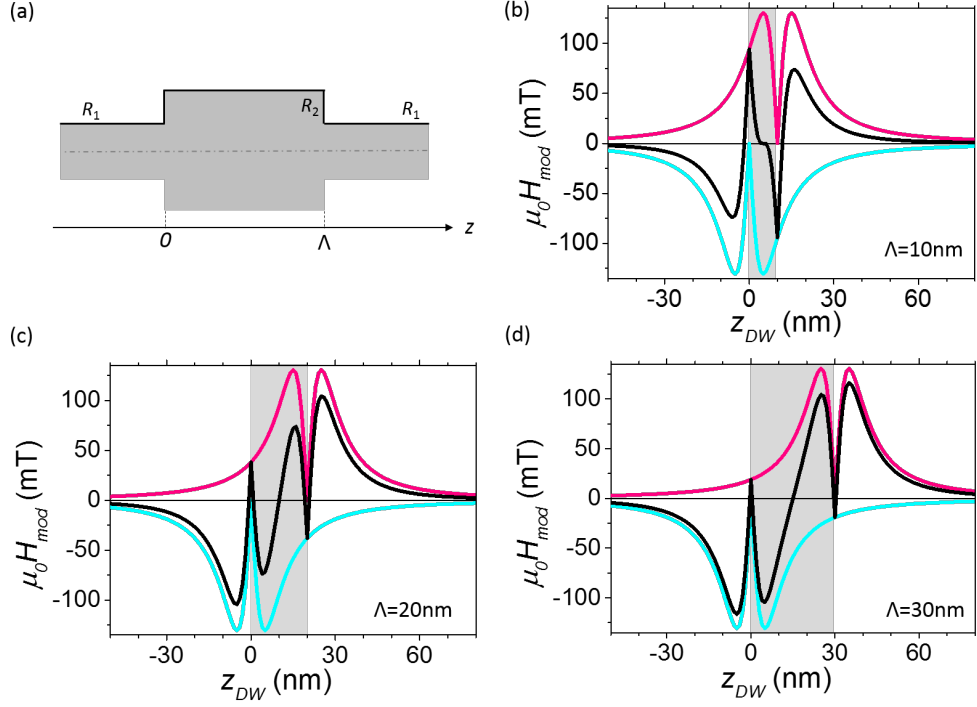 (a)
R1
R2
R1
0
Λ
z
(b)
μ0Hmod (mT)
100
50
0
-50
-100
Λ=10nm
-30
0
30
60
zDW (nm)
(c)
μ0Hmod (mT)
100
50
0
-50
-100
Λ=20nm
-30
0
30
60
zDW (nm)
(d)
μ0Hmod (mT)
100
50
0
-50
-100
Λ=30nm
-30
0
30
60
zDW (nm)